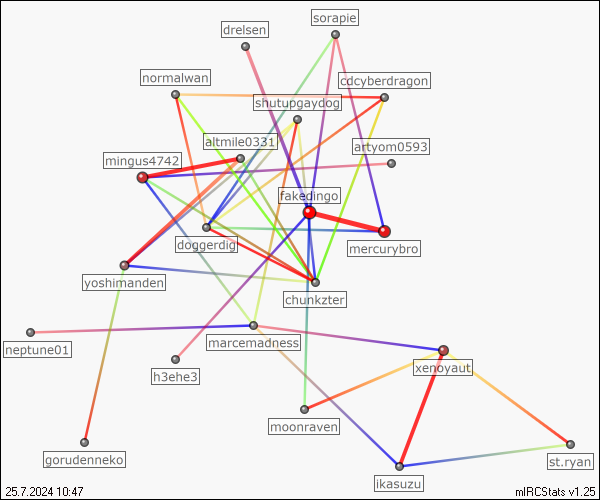 sorapie
drelsen
normalwan
cdcyberdragon
shutupgaydog
altmile0331
artyom0593
mingus4742
fakedingo
doggerdig
mercurybro
yoshimanden
chunkzter
marcemadness
neptune01
xenoyaut
h3ehe3
moonraven
gorudenneko
st.ryan
ikasuzu
25.7.2024 10:47
mIRCStats v1.25